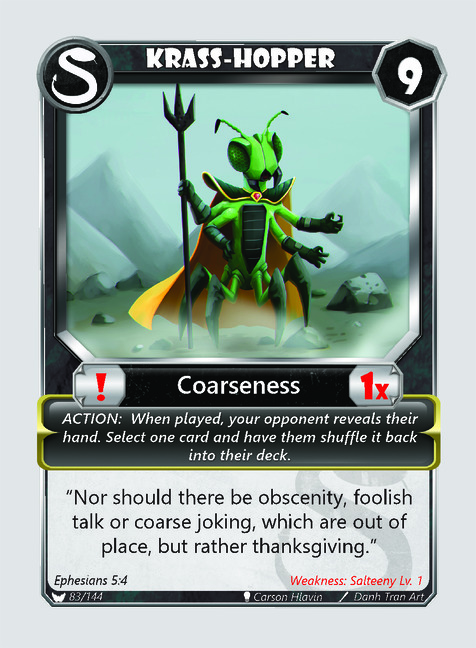 S KRASS-HOPPER 9
! Coarseness 1x
ACTION: When played, your opponent reveals their
hand. Select one card and have them shuffle it back
into their deck.
"Nor should there be obscenity, foolish
talk or coarse joking, which are out of
place, but rather thanksgiving."
Ephesians 5:4 Weakness: Salteeny Lv. 1
83/144 Carson Hlavin Danh Tran Art